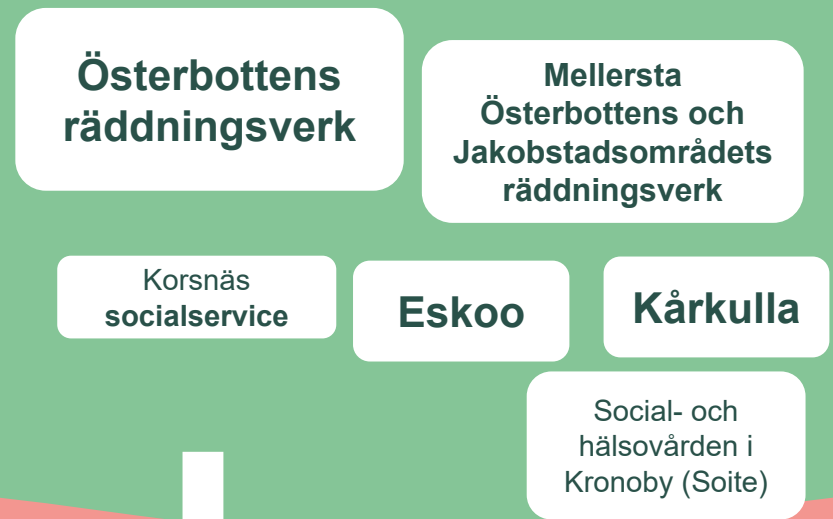 Österbottens
räddningsverk
Mellersta
Österbottens och
Jakobstadsområdets
räddningsverk
Korsnäs
socialservice
Eskoo
Kårkulla
Social- och
hälsovården i
Kronoby (Soite)